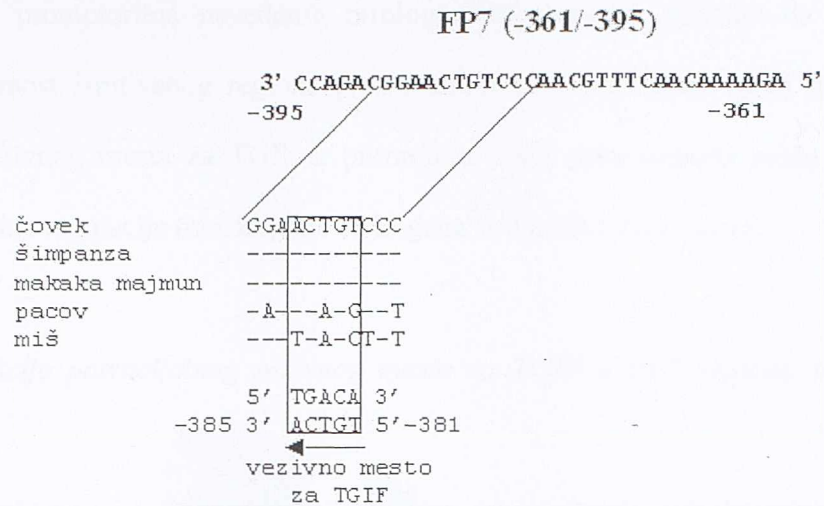 FP7 (-361/-395)
3' CCAGACGGAACTGTCCCAACGTTTCAACAAAAGA 5'
-395 -361
čovek GGAACTGTCCC
šimpanza -----------
makaka majmun -----------
pacov -A---A-G--T
miš ---T-A-CT-T
5' TGACA 3'
-385 3' ACTGT 5'-381
vezivno mesto
za TGIF